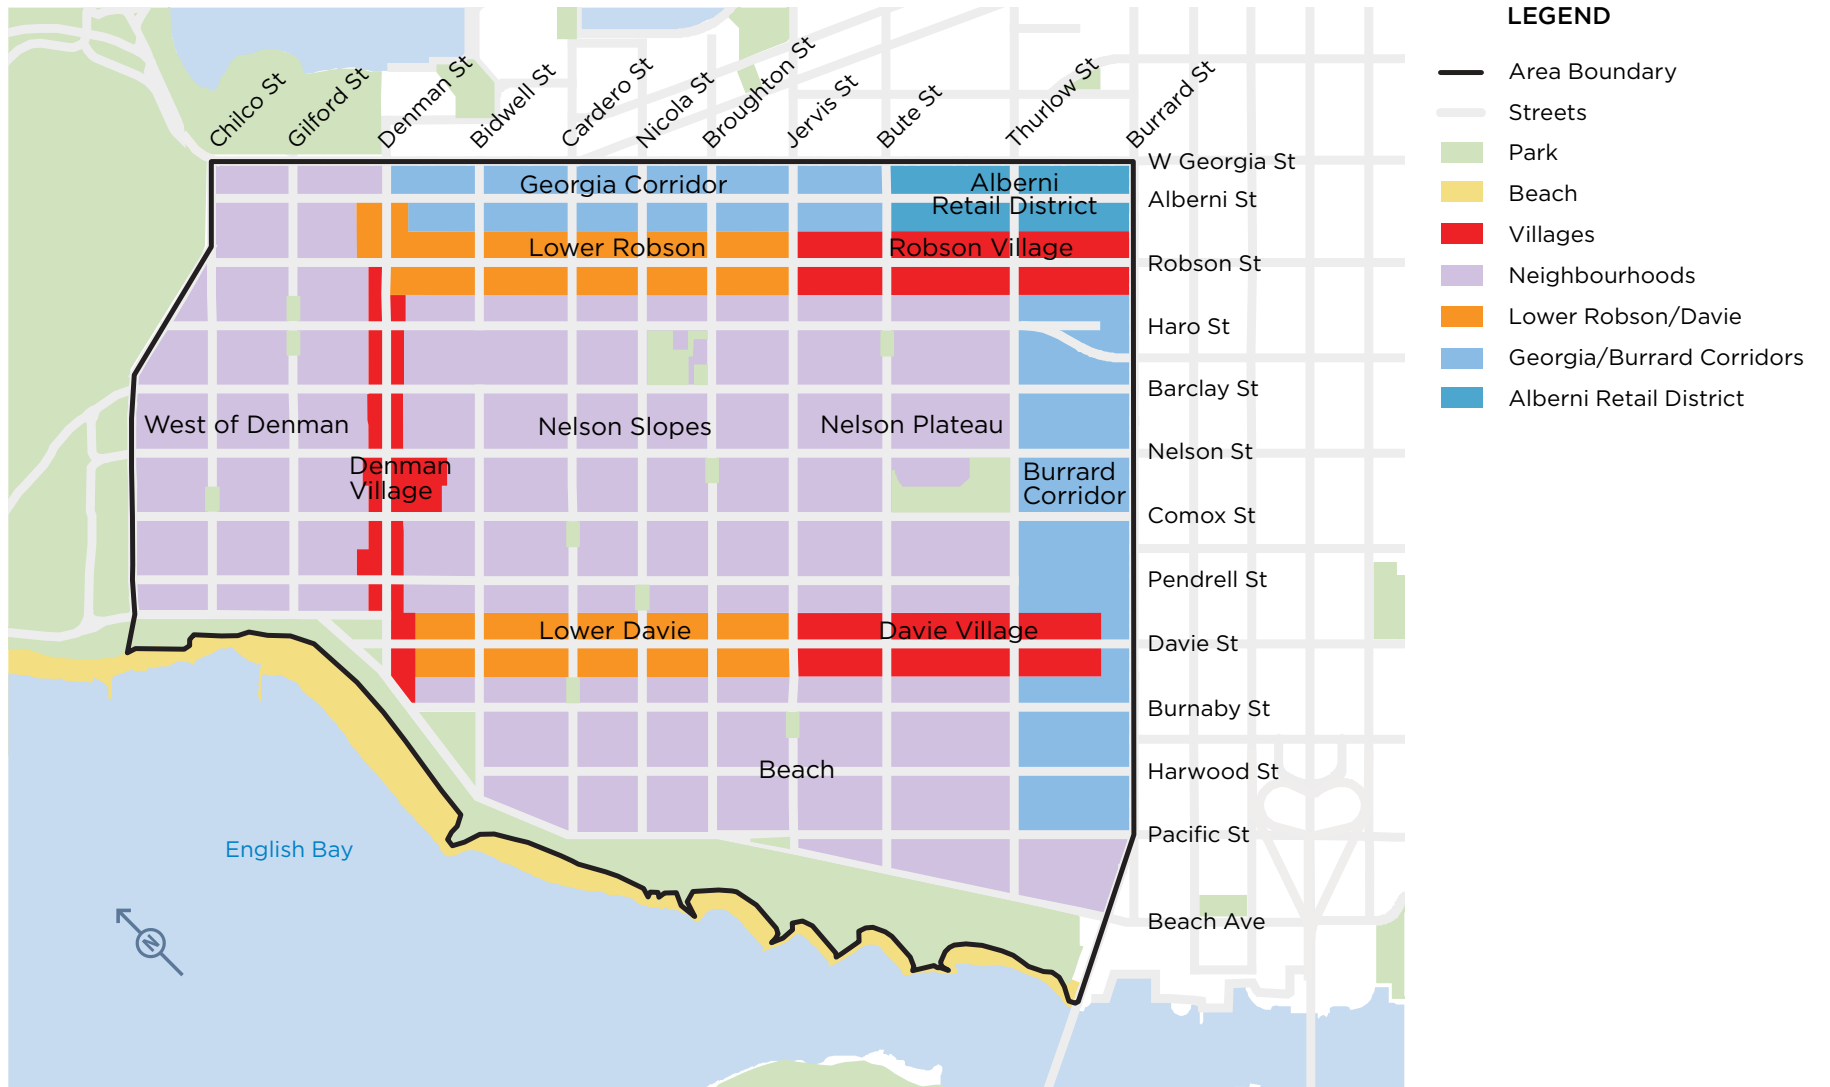 LEGEND
Area Boundary
Streets
Park
Beach
Villages
Neighbourhoods
Lower Robson/Davie
Georgia/Burrard Corridors
Alberni Retail District
Chilco St
Gilford St
Denman St
Bidwell St
Cardero St
Nicola St
Broughton St
Jervis St
Bute St
Thurlow St
Burrard St
W Georgia St
Alberni St
Robson St
Haro St
Barclay St
Nelson St
Comox St
Pendrell St
Davie St
Burnaby St
Harwood St
Pacific St
Beach Ave
Georgia Corridor
Alberni
Retail District
Lower Robson
Robson Village
West of Denman
Nelson Slopes
Nelson Plateau
Denman
Village
Burrard
Corridor
Lower Davie
Davie Village
Beach
English Bay
N